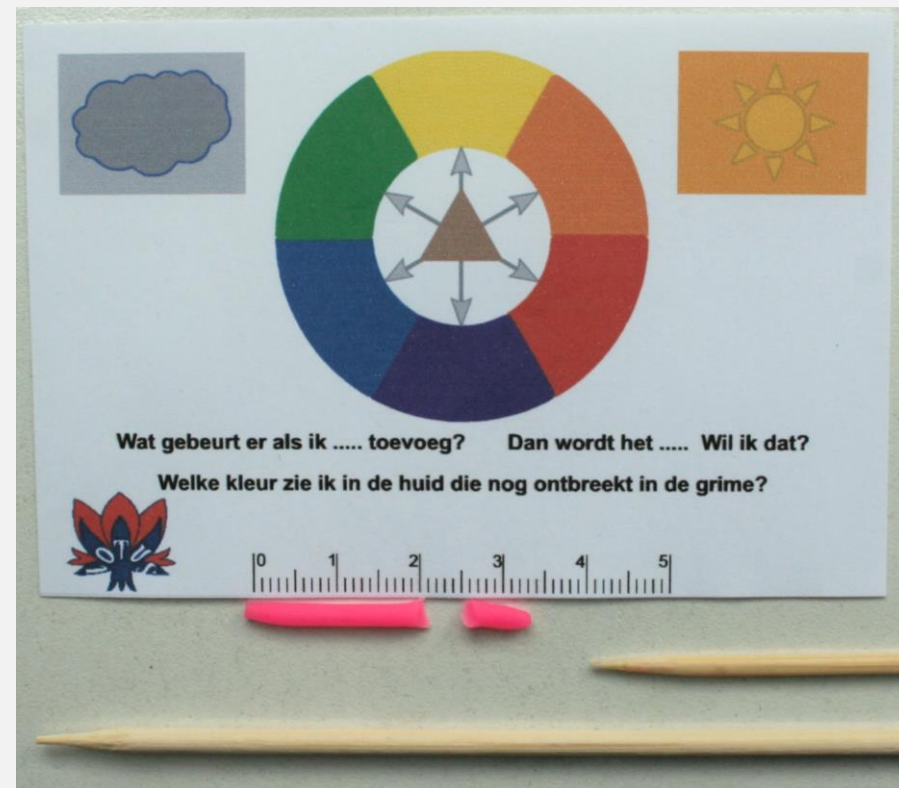 Wat gebeurt er als ik ..... toevoeg? Dan wordt het ..... Wil ik dat?
Welke kleur zie ik in de huid die nog ontbreekt in de grime?
LOTUS
0 1 2 3 4 5